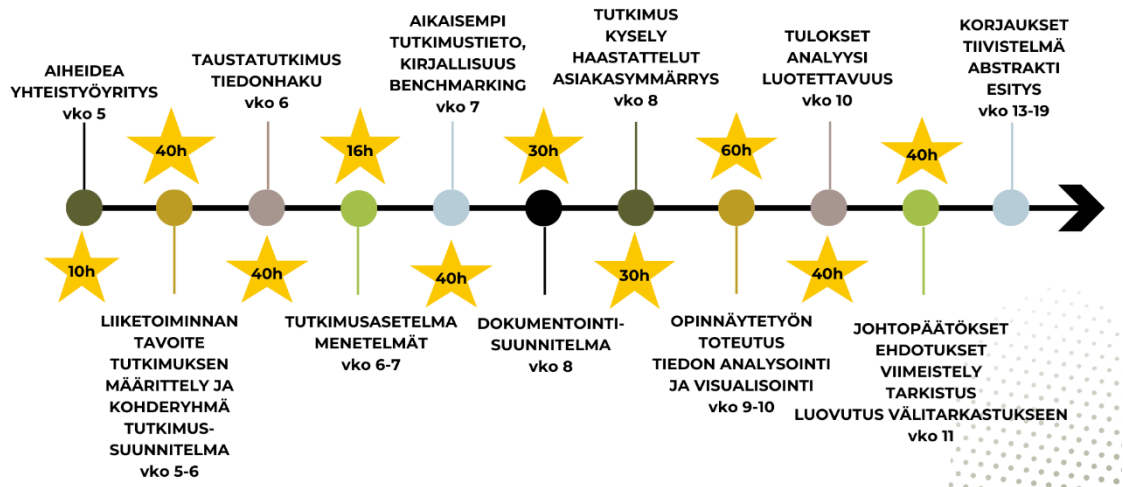 AIHEIDEA
YHTEISTYÖYRITYS
vko 5
10h
40h
LIIKETOIMINNAN
TAVOITE
TUTKIMUKSEN
MÄÄRITTELY JA
KOHDERYHMÄ
TUTKIMUS-
SUUNNITELMA
vko 5-6
TAUSTATUTKIMUS
TIEDONHAKU
vko 6
40h
16h
TUTKIMUSASETELMA
MENETELMÄT
vko 6-7
AIKAISEMPI
TUTKIMUSTIETO,
KIRJALLISUUS
BENCHMARKING
vko 7
40h
30h
DOKUMENTOINTI-
SUUNNITELMA
vko 8
TUTKIMUS
KYSELY
HAASTATTELUT
ASIAKASYMMÄRRYS
vko 8
30h
60h
OPINNÄYTETYÖN
TOTEUTUS
TIEDON ANALYSOINTI
JA VISUALISOINTI
vko 9-10
TULOKSET
ANALYYSI
LUOTETTAVUUS
vko 10
40h
40h
JOHTOPÄÄTÖKSET
EHDOTUKSET
VIIMEISTELY
TARKISTUS
LUOVUTUS VÄLITARKASTUKSEEN
vko 11
KORJAUKSET
TIIVISTELMÄ
ABSTRAKTI
ESITYS
vko 13-19